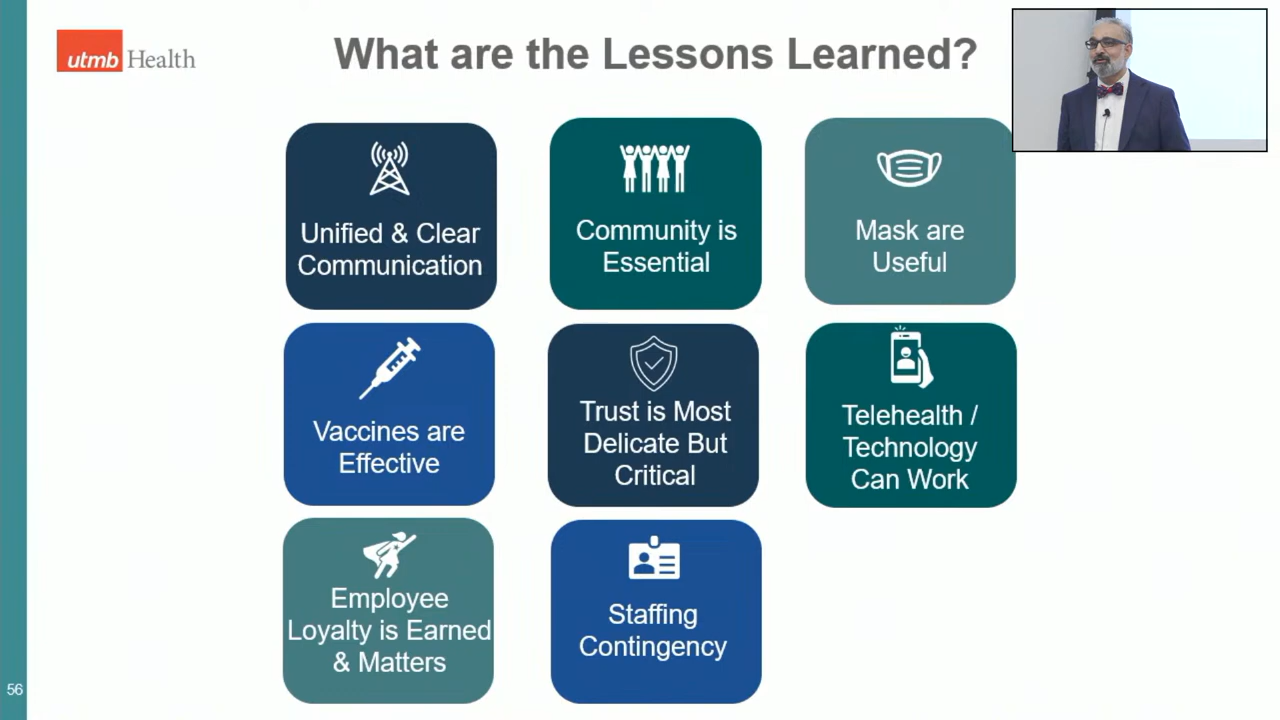 utmb Health
What are the Lessons Learned?
Unified & Clear
Communication
Community is
Essential
Mask are
Useful
Vaccines are
Effective
Trust is Most
Delicate But
Critical
Telehealth /
Technology
Can Work
Employee
Loyalty is Earned
& Matters
Staffing
Contingency
56